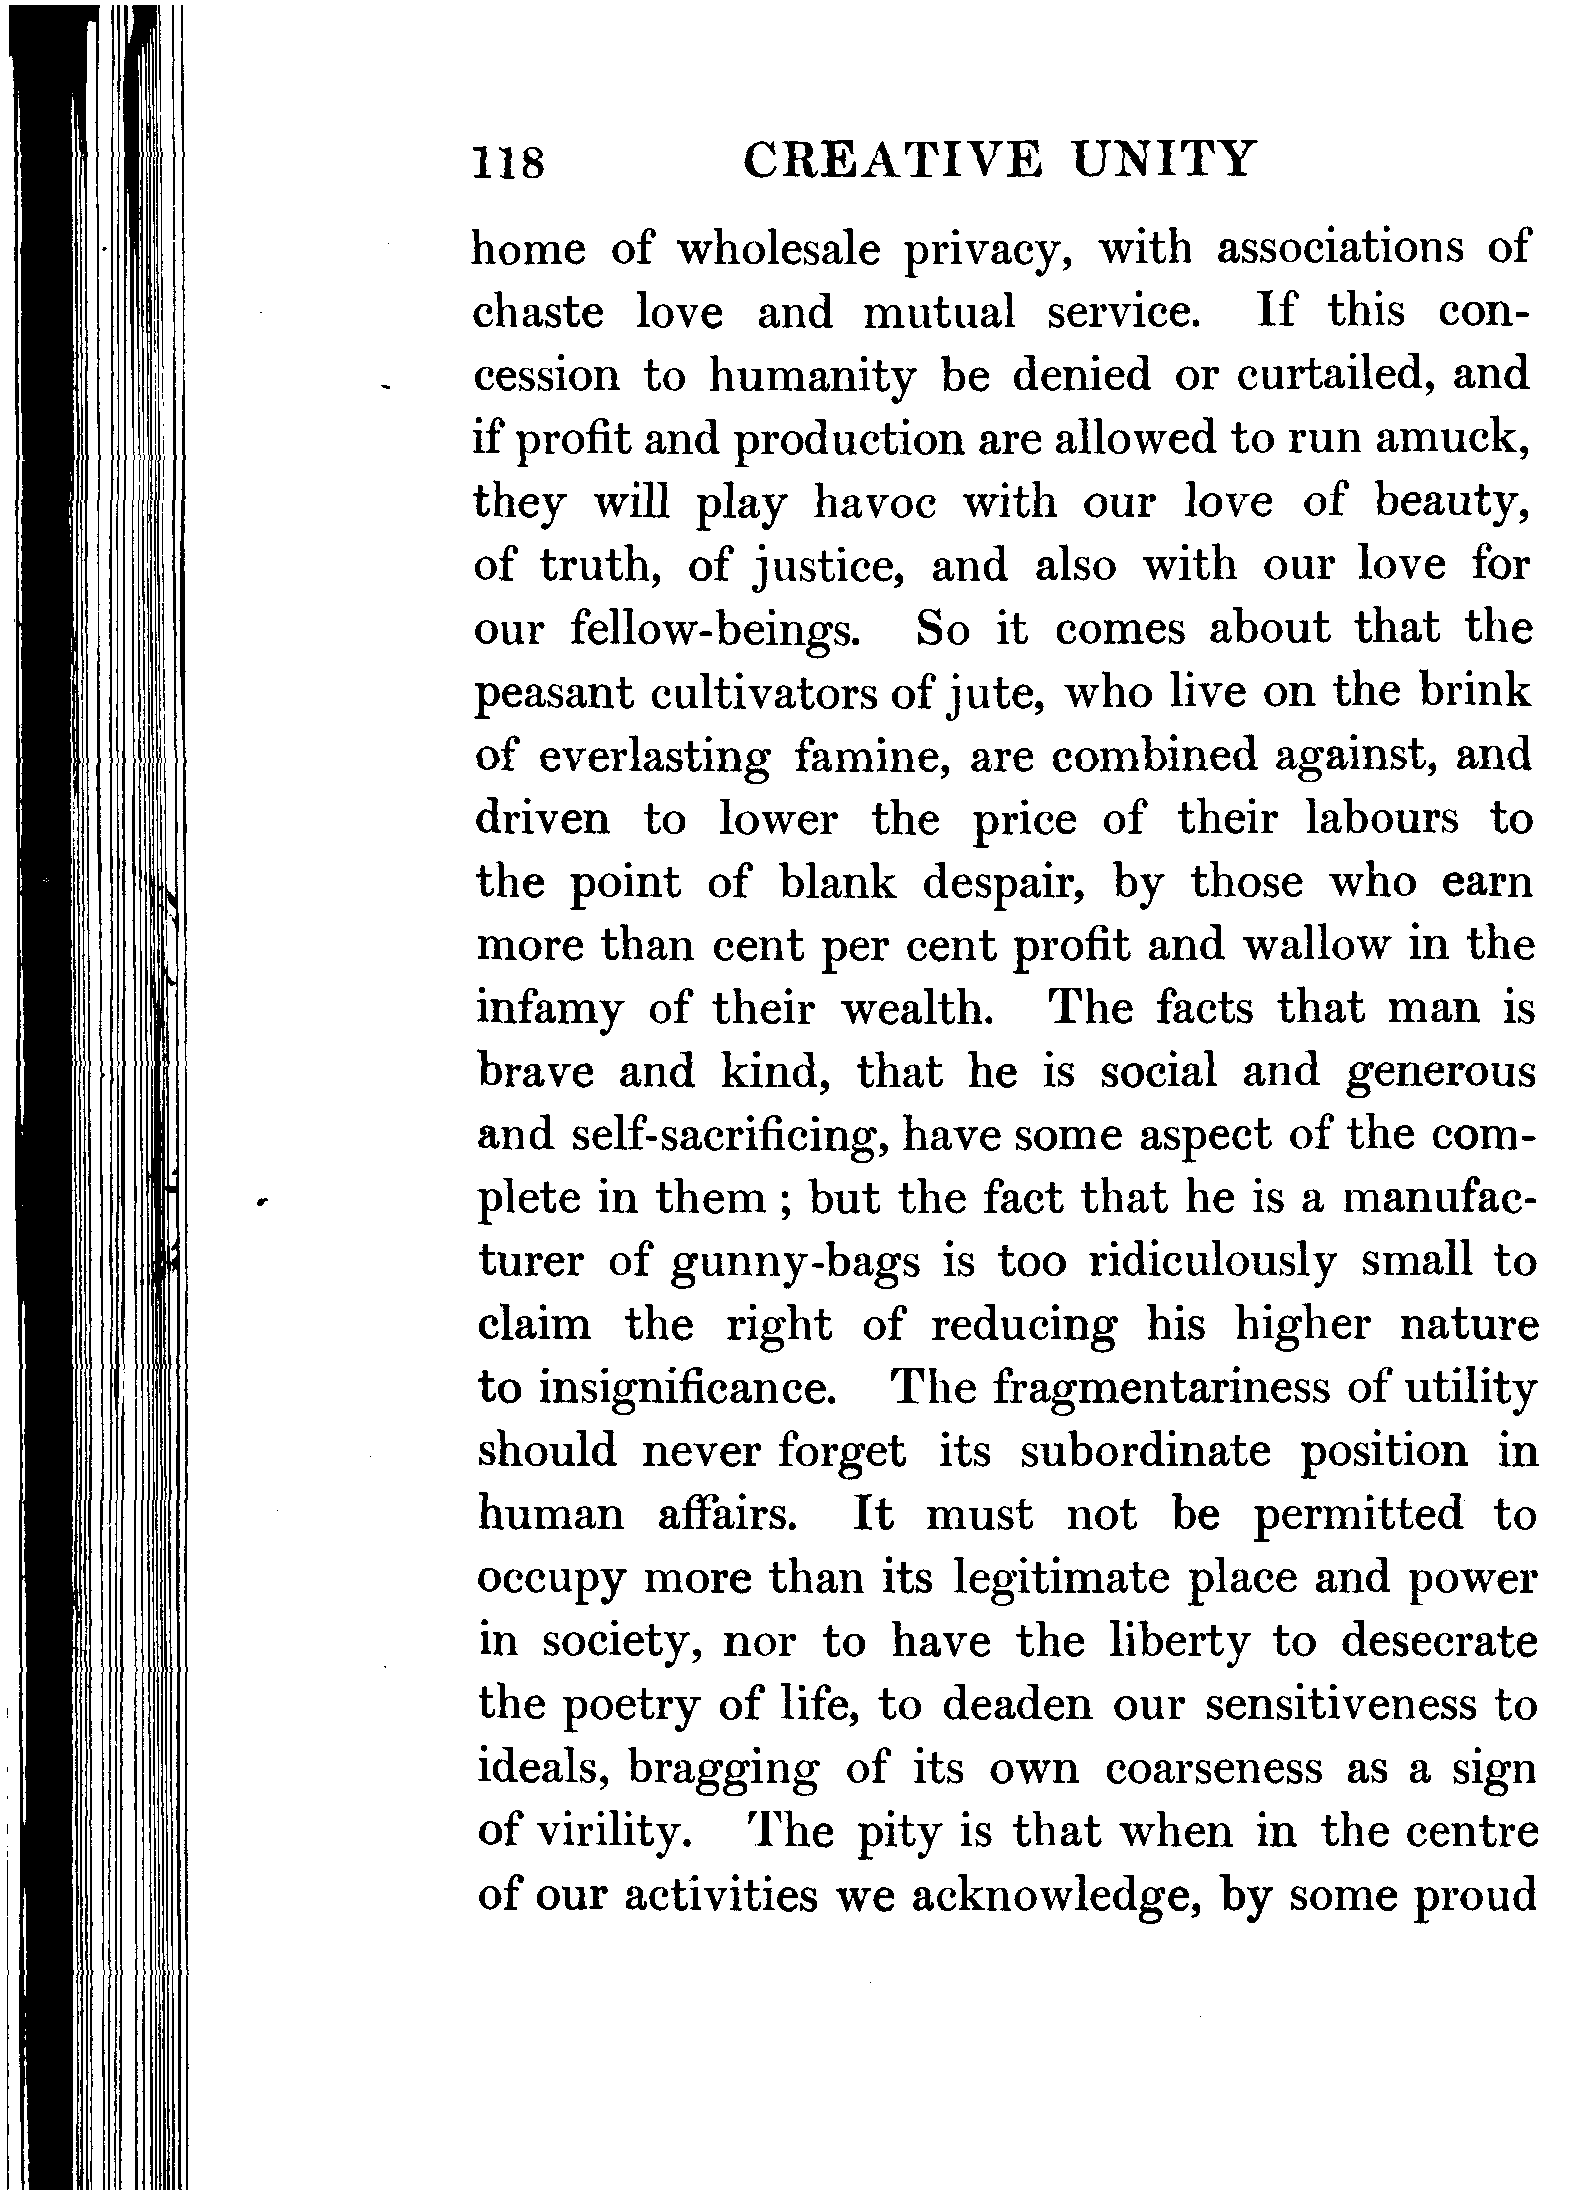 118 CREATIVE UNITY
home of wholesale privacy, with associations of
chaste love and mutual service. If this con-
cession to humanity be denied or curtailed, and
if profit and production are allowed to run amuck,
they will play havoc with our love of beauty,
of truth, of justice, and also with our love for
our fellow-beings. So it comes about that the
peasant cultivators of jute, who live on the brink
of everlasting famine, are combined against, and
driven to lower the price of their labours to
the point of blank despair, by those who earn
more than cent per cent profit and wallow in the
infamy of their wealth. The facts that man is
brave and kind, that he is social and generous
and self-sacrificing, have some aspect of the com-
plete in them ; but the fact that he is a manufac-
turer of gunny-bags is too ridiculously small to
claim the right of reducing his higher nature
to insignificance. The fragmentariness of utility
should never forget its subordinate position in
human affairs. It must not be permitted to
occupy more than its legitimate place and power
in society, nor to have the liberty to desecrate
the poetry of life, to deaden our sensitiveness to
ideals, bragging of its own coarseness as a sign
of virility. The pity is that when in the centre
of our activities we acknowledge, by some proud